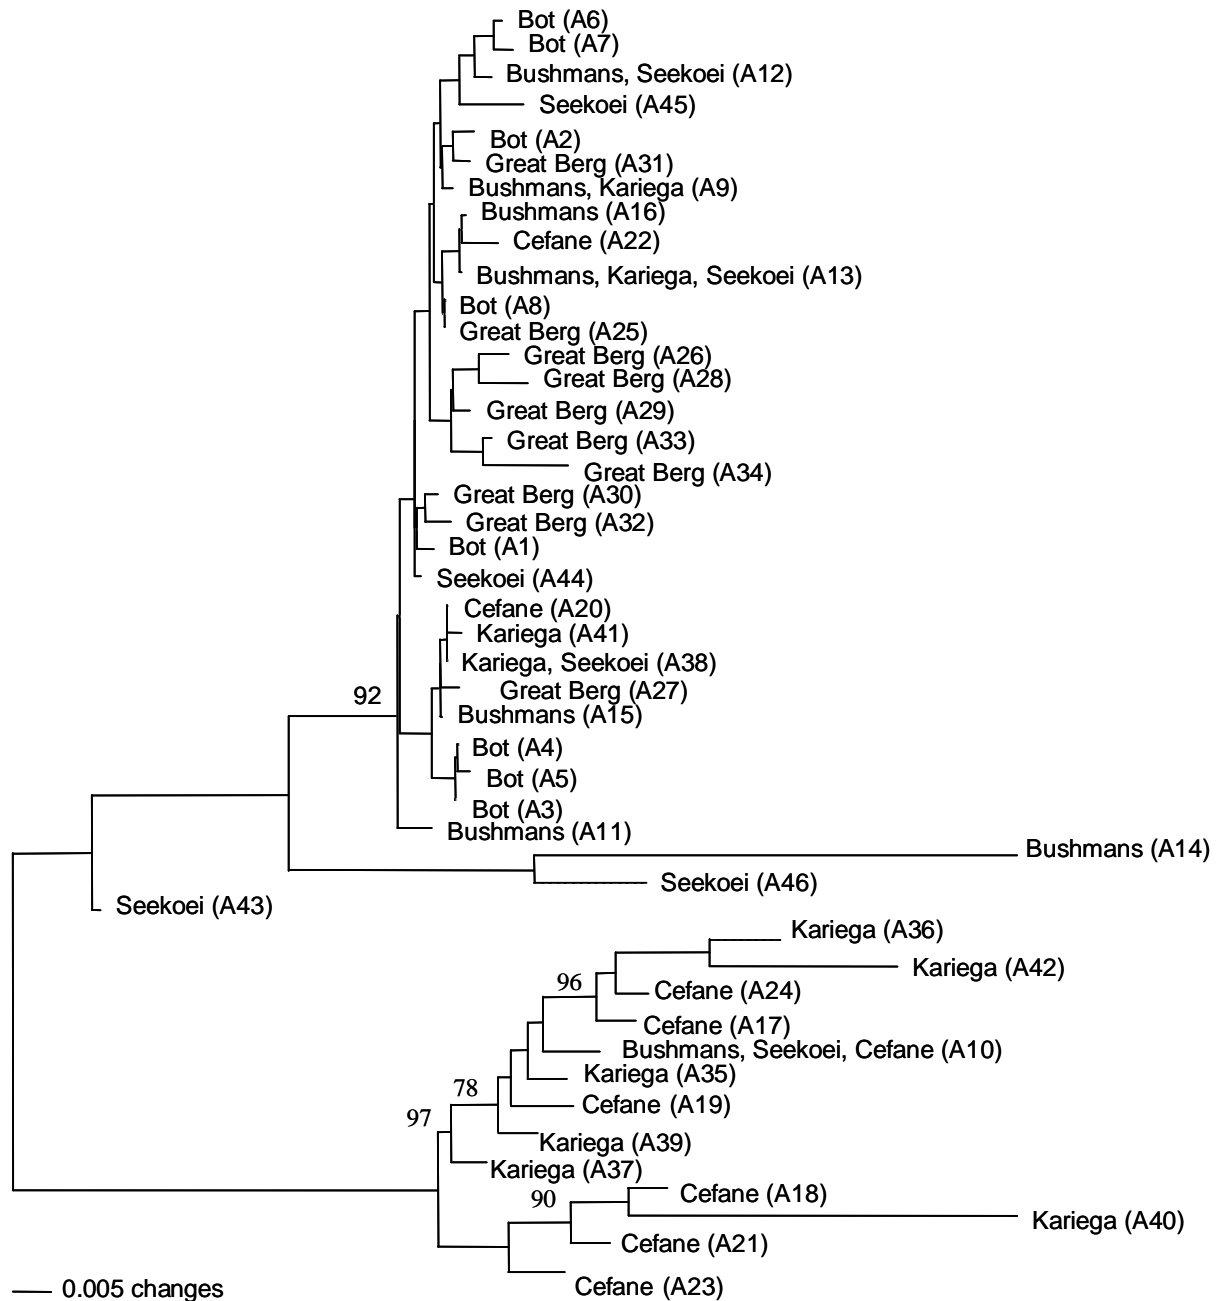 Bot (A6)
Bot (A7)
Bushmans, Seekoei (A12)
Seekoei (A45)
Bot (A2)
Great Berg (A31)
Bushmans, Kariega (A9)
Bushmans (A16)
Cefane (A22)
Bushmans, Kariega, Seekoei (A13)
Bot (A8)
Great Berg (A25)
Great Berg (A26)
Great Berg (A28)
Great Berg (A29)
Great Berg (A33)
Great Berg (A34)
Great Berg (A30)
Great Berg (A32)
Bot (A1)
Seekoei (A44)
Cefane (A20)
Kariega (A41)
Kariega, Seekoei (A38)
Great Berg (A27)
92
Bushmans (A15)
Bot (A4)
Bot (A5)
Bot (A3)
Bushmans (A11)
Bushmans (A14)
Seekoei (A46)
Seekoei (A43)
Kariega (A36)
Kariega (A42)
96
Cefane (A24)
Cefane (A17)
Bushmans, Seekoei, Cefane (A10)
Kariega (A35)
78
Cefane (A19)
97
Kariega (A39)
Kariega (A37)
Cefane (A18)
90
Kariega (A40)
Cefane (A21)
Cefane (A23)
0.005 changes